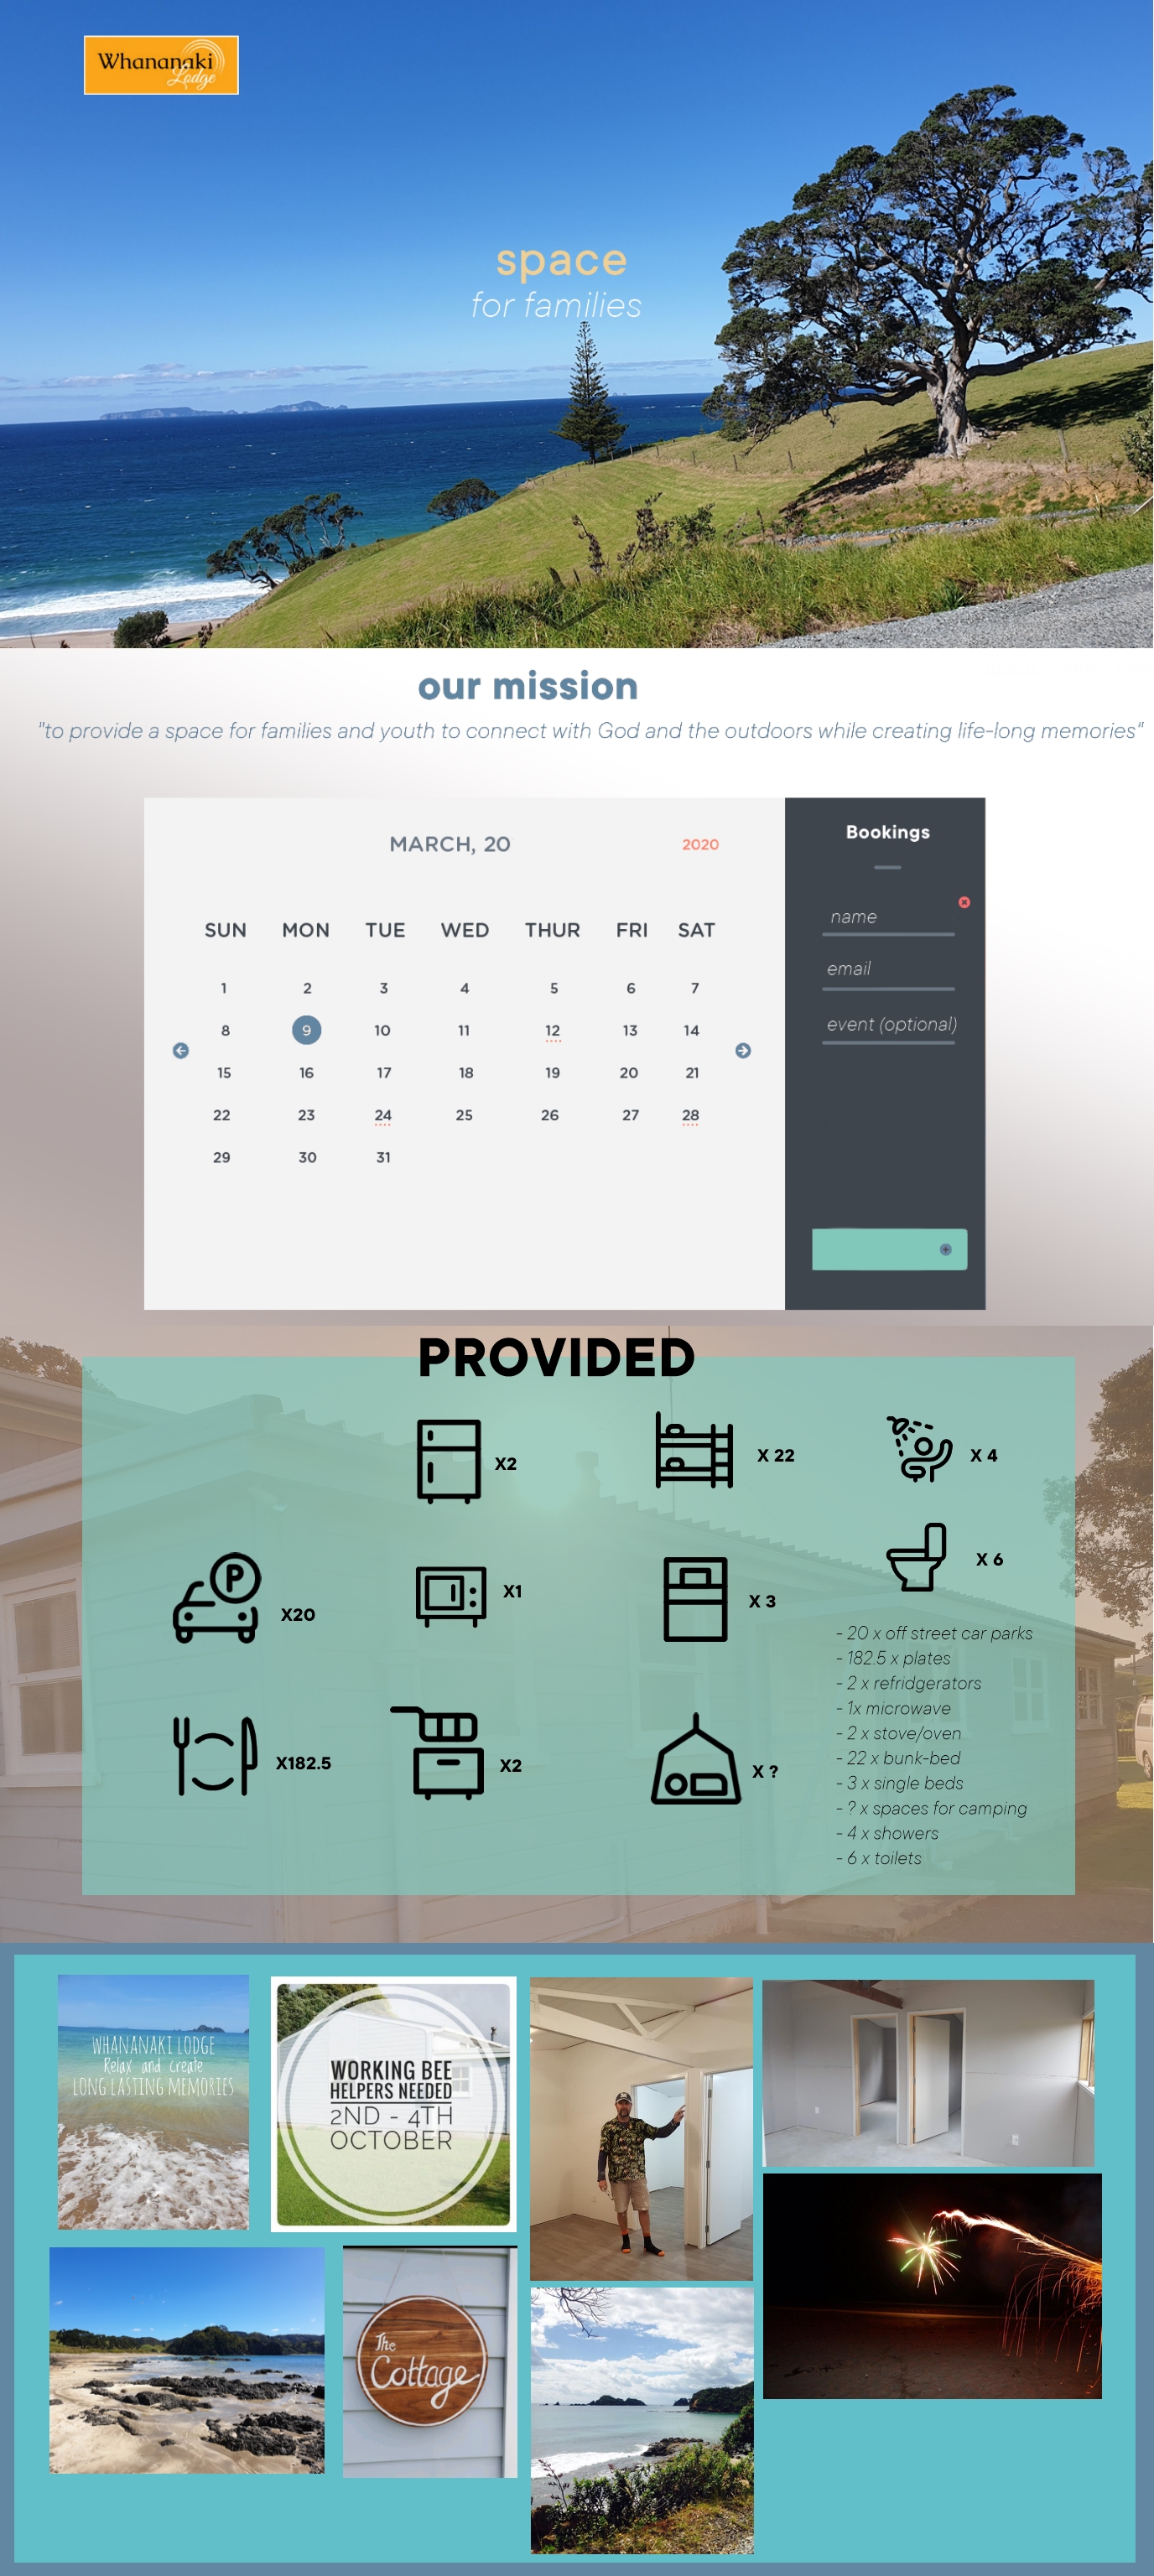 Whananaki
Lodge
space
for families
our mission
"to provide a space for families and youth to connect with God and the outdoors while creating life-long memories"
MARCH, 20
2020
SUN MON TUE WED THUR FRI SAT
1 2 3 4 5 6 7
8 9 10 11 12 13 14
15 16 17 18 19 20 21
22 23 24 25 26 27 28
29 30 31
Bookings
name
email
event (optional)
PROVIDED
X2
X 22
X 4
P
X20
X1
X 3
X 6
X182.5
X2
X ?
- 20 x off street car parks
- 182.5 x plates
- 2 x refridgerators
- 1x microwave
- 2 x stove/oven
- 22 x bunk-bed
- 3 x single beds
- ? x spaces for camping
- 4 x showers
- 6 x toilets
WHANANAKI LODGE
Relax and create
LONG LASTING MEMORIES
WORKING BEE
HELPERS NEEDED
2ND - 4TH
OCTOBER
The
Cottage